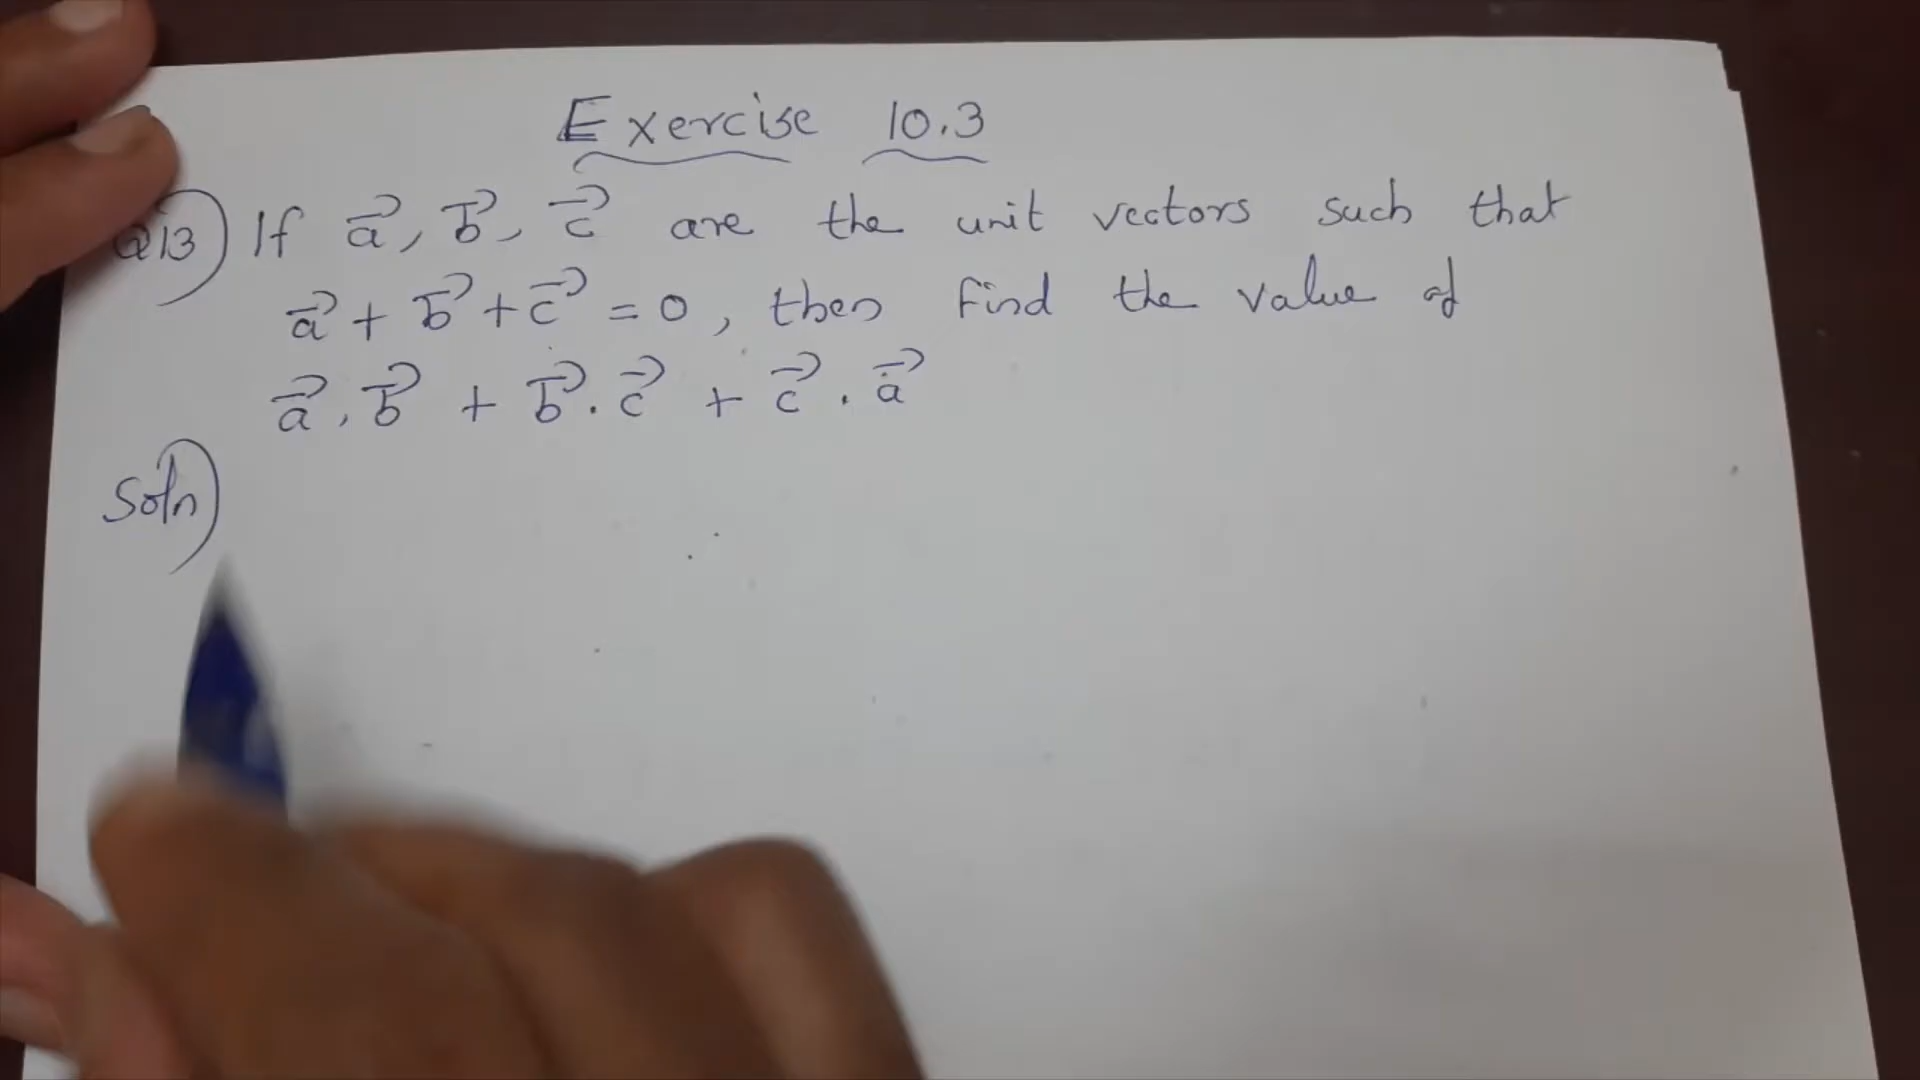 Exercise 10.3
Q13) If a⃗, b⃗, c⃗ are the unit vectors such that
a⃗ + b⃗ + c⃗ = 0, then find the value of
a⃗ . b⃗ + b⃗ . c⃗ + c⃗ . a⃗
Soln)